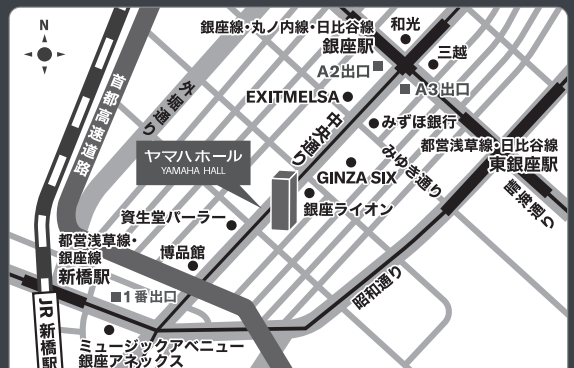 N
銀座線・丸ノ内線・日比谷線
銀座駅
和光
三越
A2出口
A3出口
首都高速道路
外堀通り
EXITMELSA
中央通り
みずほ銀行
都営浅草線・日比谷線
東銀座駅
ヤマハホール
YAMAHA HALL
GINZA SIX
みゆき通り
晴海通り
銀座ライオン
資生堂パーラー
都営浅草線・
銀座線
新橋駅
博品館
昭和通り
1番出口
JR新橋駅
ミュージックアベニュー
銀座アネックス